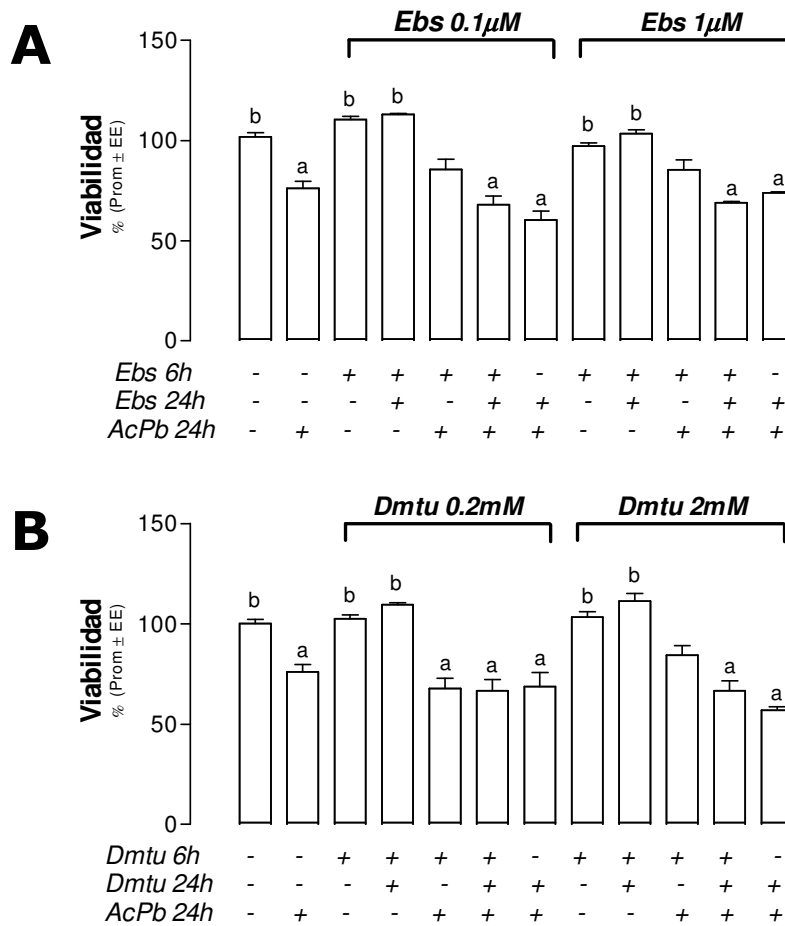 A
Ebs 0.1µM Ebs 1µM
150
b b b b b
100
a a a a a
50
0
Viabilidad
% (Prom ± EE)
Ebs 6h - - + + + + - + + + + -
Ebs 24h - - - + - + + - + - + +
AcPb 24h - + - - + + + - - + + +
B
Dmtu 0.2mM Dmtu 2mM
150
b b b b b
100
a a a a a a
50
0
Viabilidad
% (Prom ± EE)
Dmtu 6h - - + + + + - + + + + -
Dmtu 24h - - - + - + + - + - + +
AcPb 24h - + - - + + + - - + + +